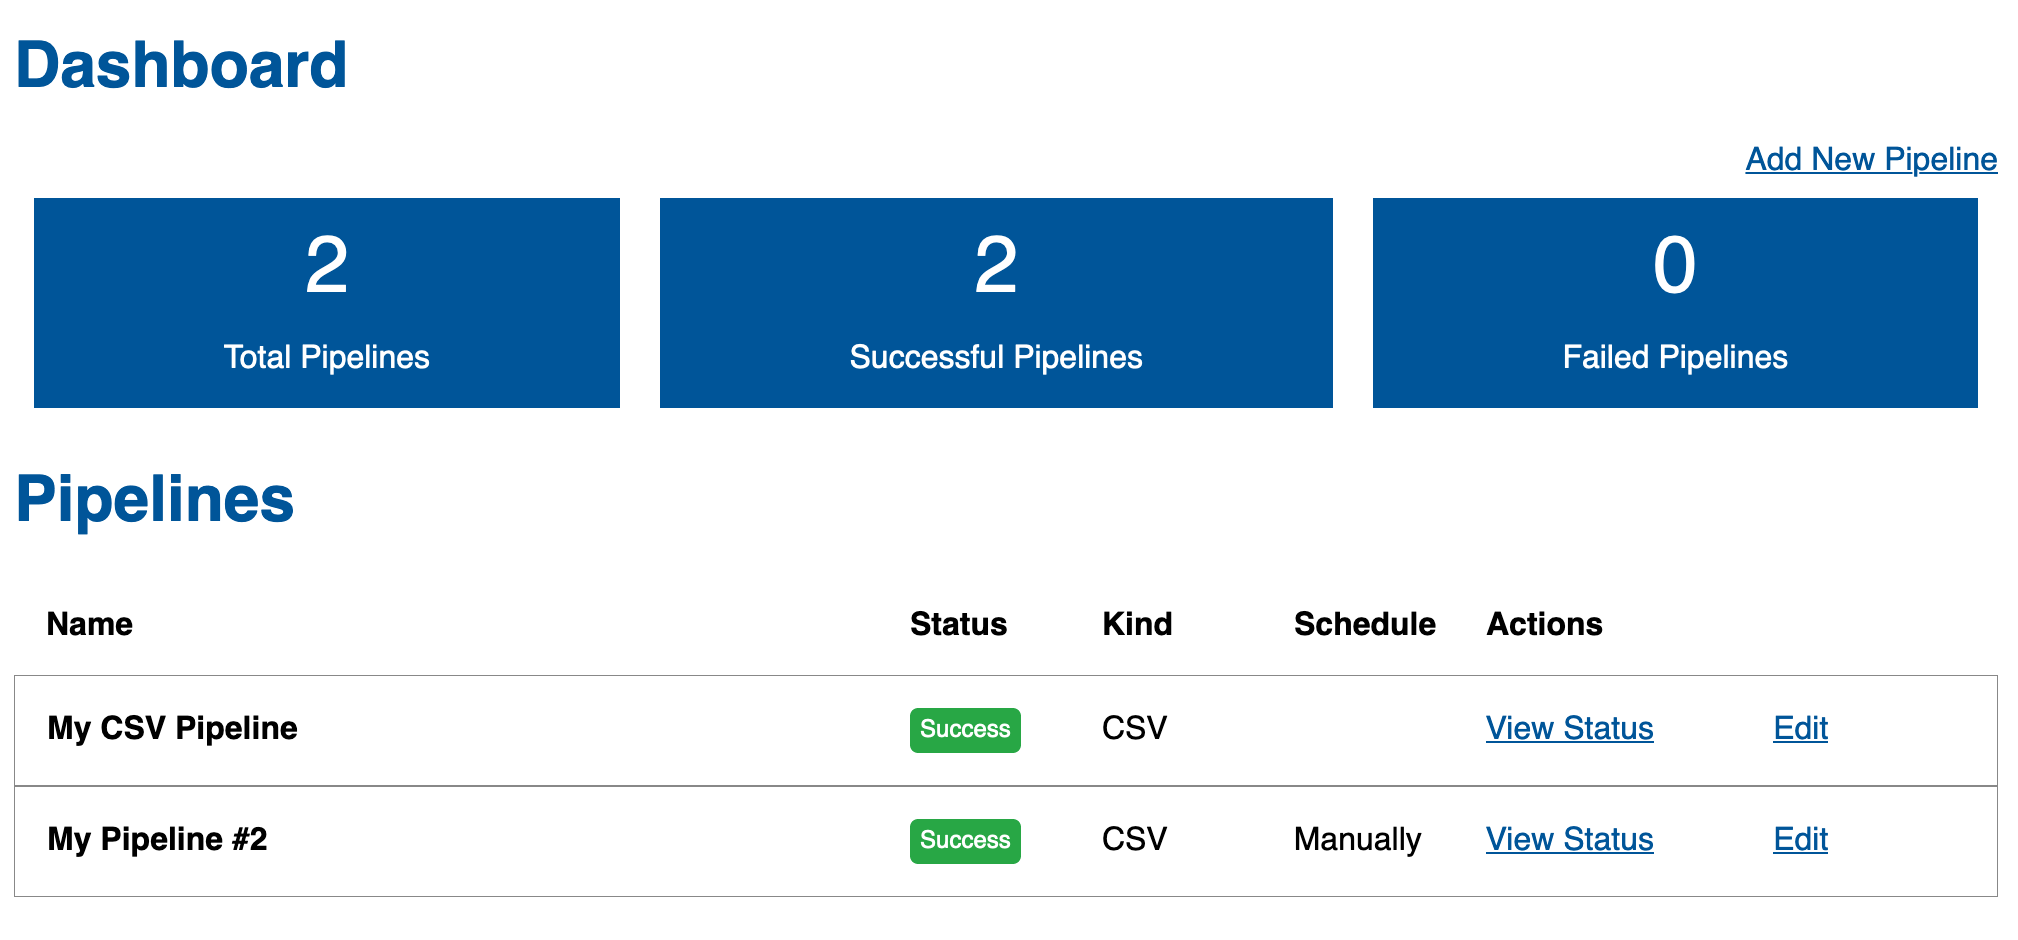 Dashboard
Add New Pipeline
2 2 0
Total Pipelines Successful Pipelines Failed Pipelines
Pipelines
Name Status Kind Schedule Actions
My CSV Pipeline Success CSV View Status Edit
My Pipeline #2 Success CSV Manually View Status Edit